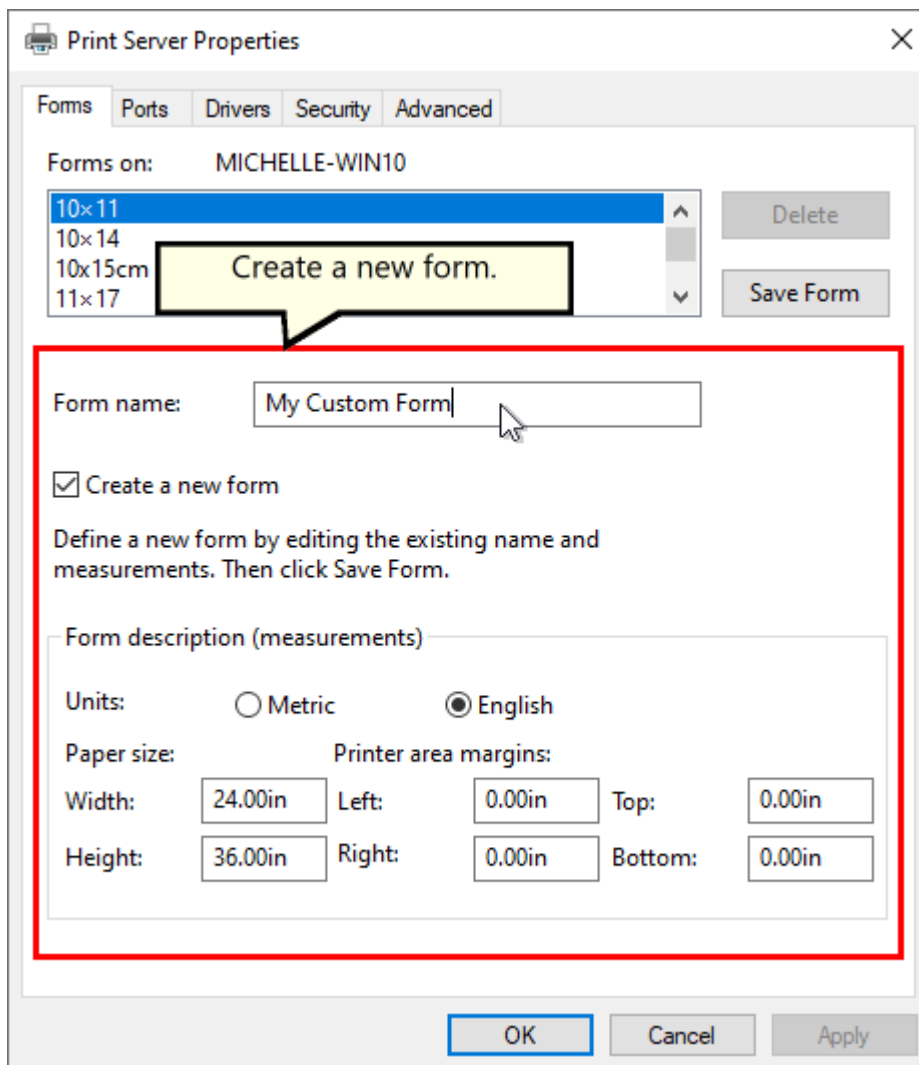 Print Server Properties
Forms Ports Drivers Security Advanced
Forms on: MICHELLE-WIN10
10×11
10×14
10x15cm
11×17
Delete
Save Form
Create a new form.
Form name: My Custom Form
Create a new form
Define a new form by editing the existing name and
measurements. Then click Save Form.
Form description (measurements)
Units: Metric English
Paper size: Printer area margins:
Width: 24.00in Left: 0.00in Top: 0.00in
Height: 36.00in Right: 0.00in Bottom: 0.00in
OK Cancel Apply